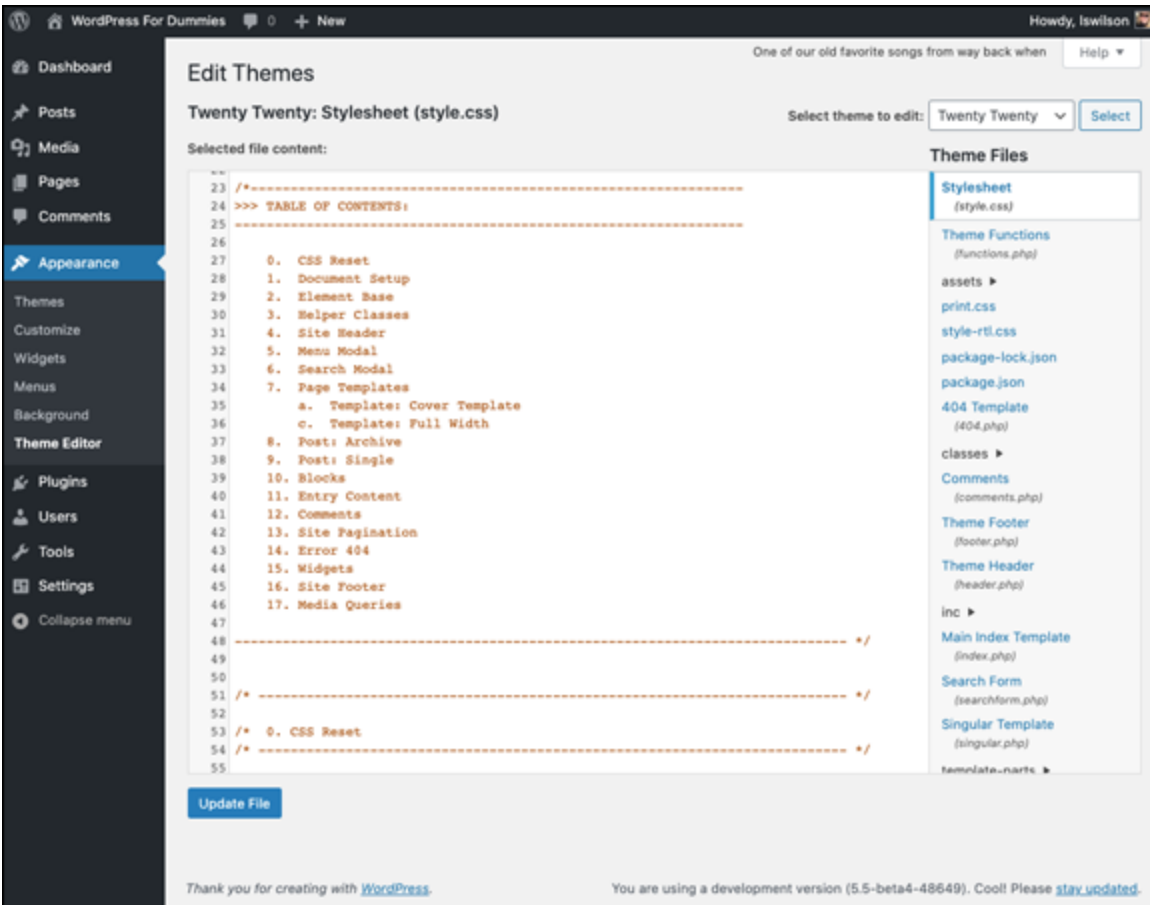 WordPress For Dummies 0 + New Howdy, lswilson
Dashboard
Posts
Media
Pages
Comments
Appearance
Themes
Customize
Widgets
Menus
Background
Theme Editor
Plugins
Users
Tools
Settings
Collapse menu
One of our old favorite songs from way back when Help ▼
Edit Themes
Twenty Twenty: Stylesheet (style.css)
Select theme to edit: Twenty Twenty Select
Selected file content:
23 /*----------------------------------------------------------------
24 >>> TABLE OF CONTENTS:
25 ----------------------------------------------------------------
26
27 0. CSS Reset
28 1. Document Setup
29 2. Element Base
30 3. Helper Classes
31 4. Site Header
32 5. Menu Modal
33 6. Search Modal
34 7. Page Templates
35 a. Template: Cover Template
36 c. Template: Full Width
37 8. Post: Archive
38 9. Post: Single
39 10. Blocks
40 11. Entry Content
41 12. Comments
42 13. Site Pagination
43 14. Error 404
44 15. Widgets
45 16. Site Footer
46 17. Media Queries
47
48 ----------------------------------------------------------------------------- */
49
50
51 /* -------------------------------------------------------------------------- */
52
53 /* 0. CSS Reset
54 /* -------------------------------------------------------------------------- */
55
Theme Files
Stylesheet
(style.css)
Theme Functions
(functions.php)
assets ▶
print.css
style-rtl.css
package-lock.json
package.json
404 Template
(404.php)
classes ▶
Comments
(comments.php)
Theme Footer
(footer.php)
Theme Header
(header.php)
inc ▶
Main Index Template
(index.php)
Search Form
(searchform.php)
Singular Template
(singular.php)
template-parts ▶
Update File
Thank you for creating with WordPress.
You are using a development version (5.5-beta4-48649). Cool! Please stay updated.